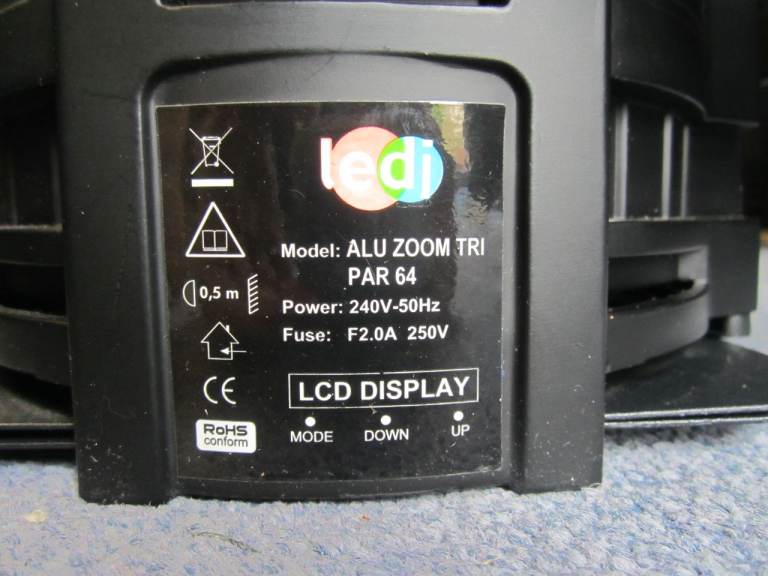 ledj
Model: ALU ZOOM TRI
PAR 64
0,5 m
Power: 240V-50Hz
Fuse: F2.0A 250V
CE
LCD DISPLAY
RoHS
conform
MODE DOWN UP